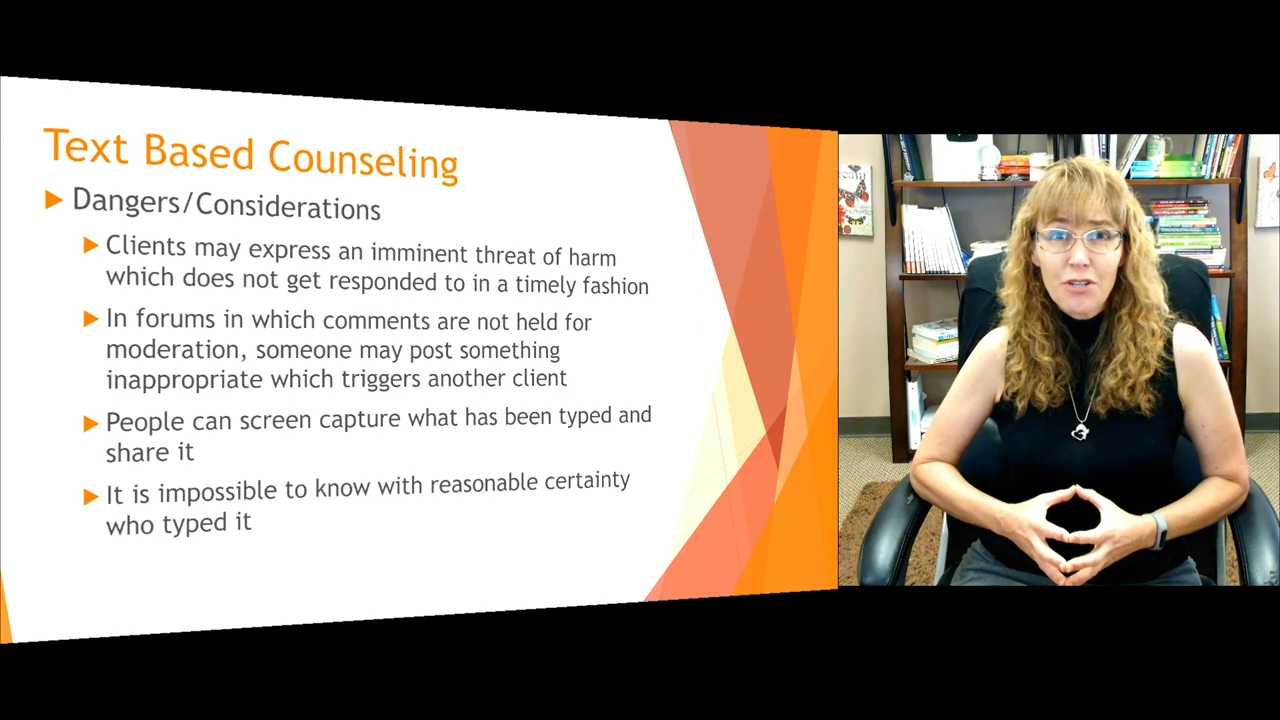 Text Based Counseling
Dangers/Considerations
Clients may express an imminent threat of harm
which does not get responded to in a timely fashion
In forums in which comments are not held for
moderation, someone may post something
inappropriate which triggers another client
People can screen capture what has been typed and
share it
It is impossible to know with reasonable certainty
who typed it